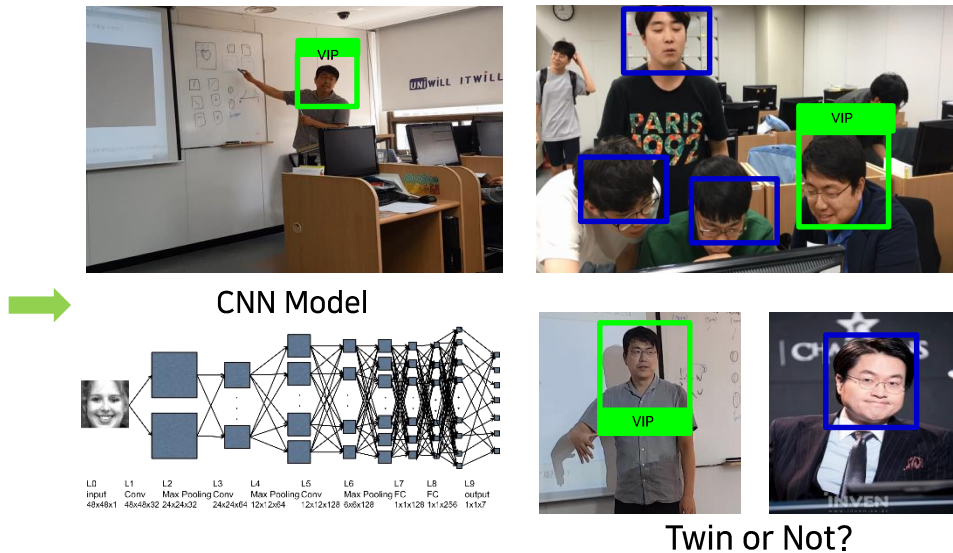 VIP
UNIWILL ITWILL
VIP
PARIS
1992
CNN Model
L0 L1 L2 L3 L4 L5 L6 L7 L8 L9
input Conv Max Pooling Conv Max Pooling Conv Max Pooling FC FC output
48x48x1 48x48x32 24x24x32 24x24x64 12x12x64 12x12x128 6x6x128 1x1x128 1x1x256 1x1x7
VIP
INVEN
Twin or Not?